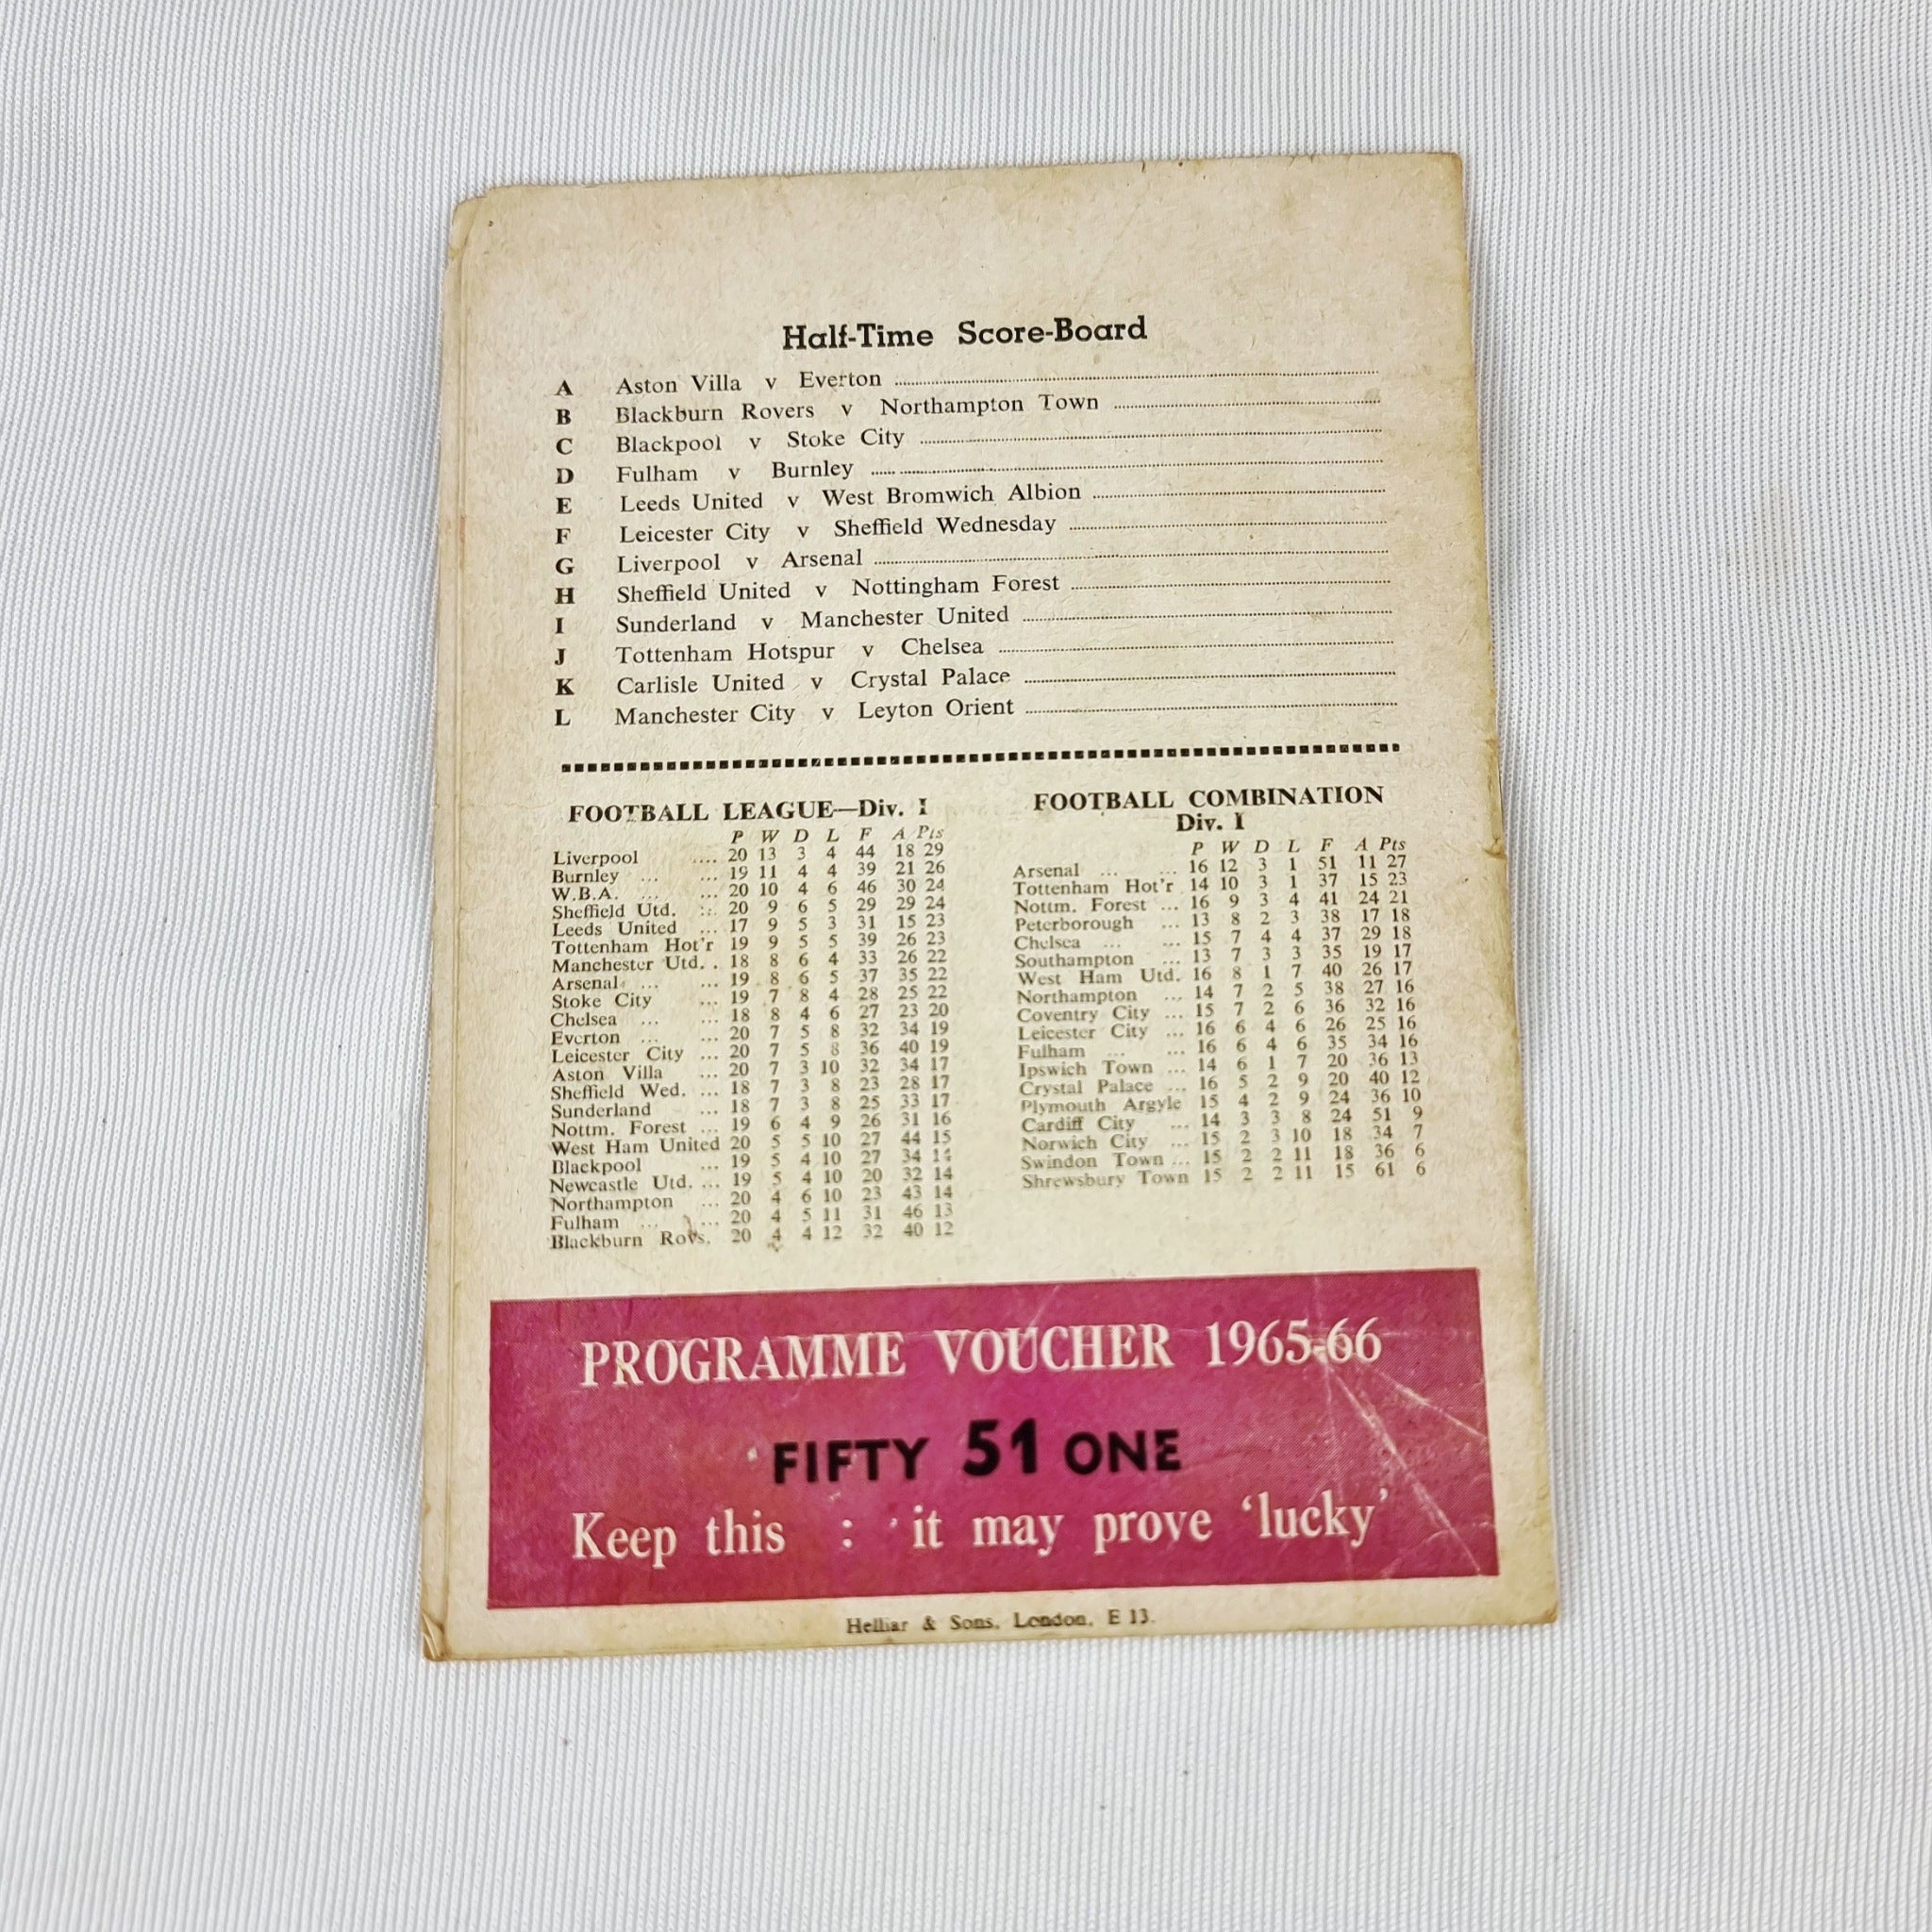 Half-Time Score-Board
A Aston Villa v Everton
B Blackburn Rovers v Northampton Town
C Blackpool v Stoke City
D Fulham v Burnley
E Leeds United v West Bromwich Albion
F Leicester City v Sheffield Wednesday
G Liverpool v Arsenal
H Sheffield United v Nottingham Forest
I Sunderland v Manchester United
J Tottenham Hotspur v Chelsea
K Carlisle United v Crystal Palace
L Manchester City v Leyton Orient
FOOTBALL LEAGUE—Div. I
P W D L F A Pts
Liverpool .... 20 13 3 4 44 18 29
Burnley ... ... 19 11 4 4 39 21 26
W.B.A. ... ... 20 10 4 6 46 30 24
Sheffield Utd. ... 20 9 6 5 29 29 24
Leeds United ... 17 9 5 3 31 15 23
Tottenham Hot'r 19 9 5 5 39 26 23
Manchester Utd. . 18 8 6 4 33 26 22
Arsenal ... ... 19 8 6 5 37 35 22
Stoke City ... 19 7 8 4 28 25 22
Chelsea ... ... 18 8 4 6 27 23 20
Everton ... ... 20 7 5 8 32 34 19
Leicester City ... 20 7 5 8 36 40 19
Aston Villa ... 20 7 3 10 32 34 17
Sheffield Wed. ... 18 7 3 8 23 28 17
Sunderland ... 18 7 3 8 25 33 17
Nottm. Forest ... 19 6 4 9 26 31 16
West Ham United 20 5 5 10 27 44 15
Blackpool ... 19 5 4 10 27 34 14
Newcastle Utd. ... 19 5 4 10 20 32 14
Northampton ... 20 4 6 10 23 43 14
Fulham ... ... 20 4 5 11 31 46 13
Blackburn Rovs. 20 4 4 12 32 40 12
FOOTBALL COMBINATION
Div. I
P W D L F A Pts
Arsenal ... ... 16 12 3 1 51 11 27
Tottenham Hot'r 14 10 3 1 37 15 23
Nottm. Forest ... 16 9 3 4 41 24 21
Peterborough ... 13 8 2 3 38 17 18
Chelsea ... ... 15 7 4 4 37 29 18
Southampton ... 13 7 3 3 35 19 17
West Ham Utd. 16 8 1 7 40 26 17
Northampton ... 14 7 2 5 38 27 16
Coventry City ... 15 7 2 6 36 32 16
Leicester City ... 16 6 4 6 26 25 16
Fulham ... ... 16 6 4 6 35 34 16
Ipswich Town ... 14 6 1 7 20 36 13
Crystal Palace ... 16 5 2 9 20 40 12
Plymouth Argyle 15 4 2 9 24 36 10
Cardiff City ... 14 3 3 8 24 51 9
Norwich City ... 15 2 3 10 18 34 7
Swindon Town ... 15 2 2 11 18 36 6
Shrewsbury Town 15 2 2 11 15 61 6
PROGRAMME VOUCHER 1965-66
FIFTY 51 ONE
Keep this : it may prove 'lucky'
Helliar & Sons, London, E 13.